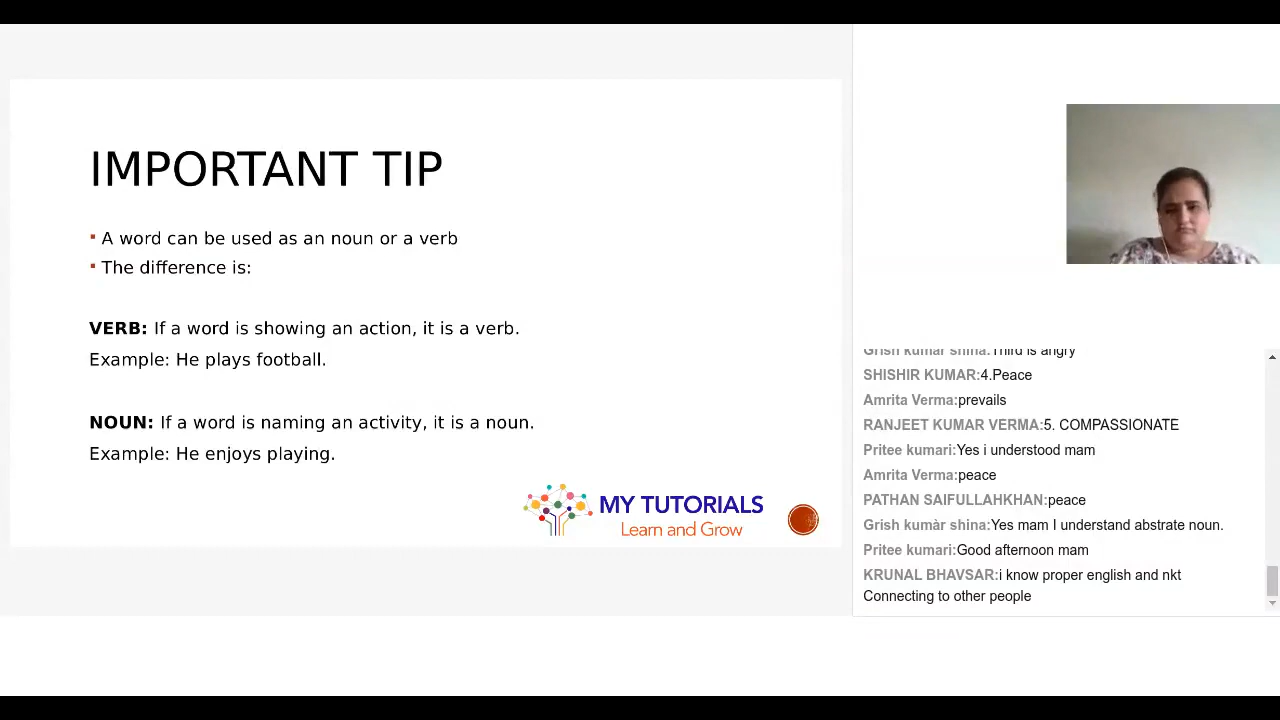 IMPORTANT TIP
A word can be used as an noun or a verb
The difference is:
VERB: If a word is showing an action, it is a verb.
Example: He plays football.
NOUN: If a word is naming an activity, it is a noun.
Example: He enjoys playing.
MY TUTORIALS
Learn and Grow
Grish kumar shina:Third is angry
SHISHIR KUMAR:4.Peace
Amrita Verma:prevails
RANJEET KUMAR VERMA:5. COMPASSIONATE
Pritee kumari:Yes i understood mam
Amrita Verma:peace
PATHAN SAIFULLAHKHAN:peace
Grish kumàr shina:Yes mam I understand abstrate noun.
Pritee kumari:Good afternoon mam
KRUNAL BHAVSAR:i know proper english and nkt
Connecting to other people